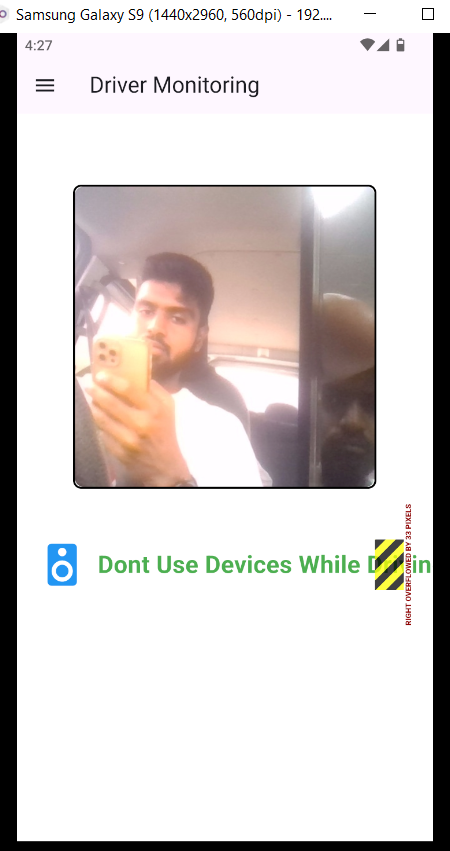 Samsung Galaxy S9 (1440x2960, 560dpi) - 192....
4:27
Driver Monitoring
Dont Use Devices While
RIGHT OVERFLOWED BY 33 PIXELS